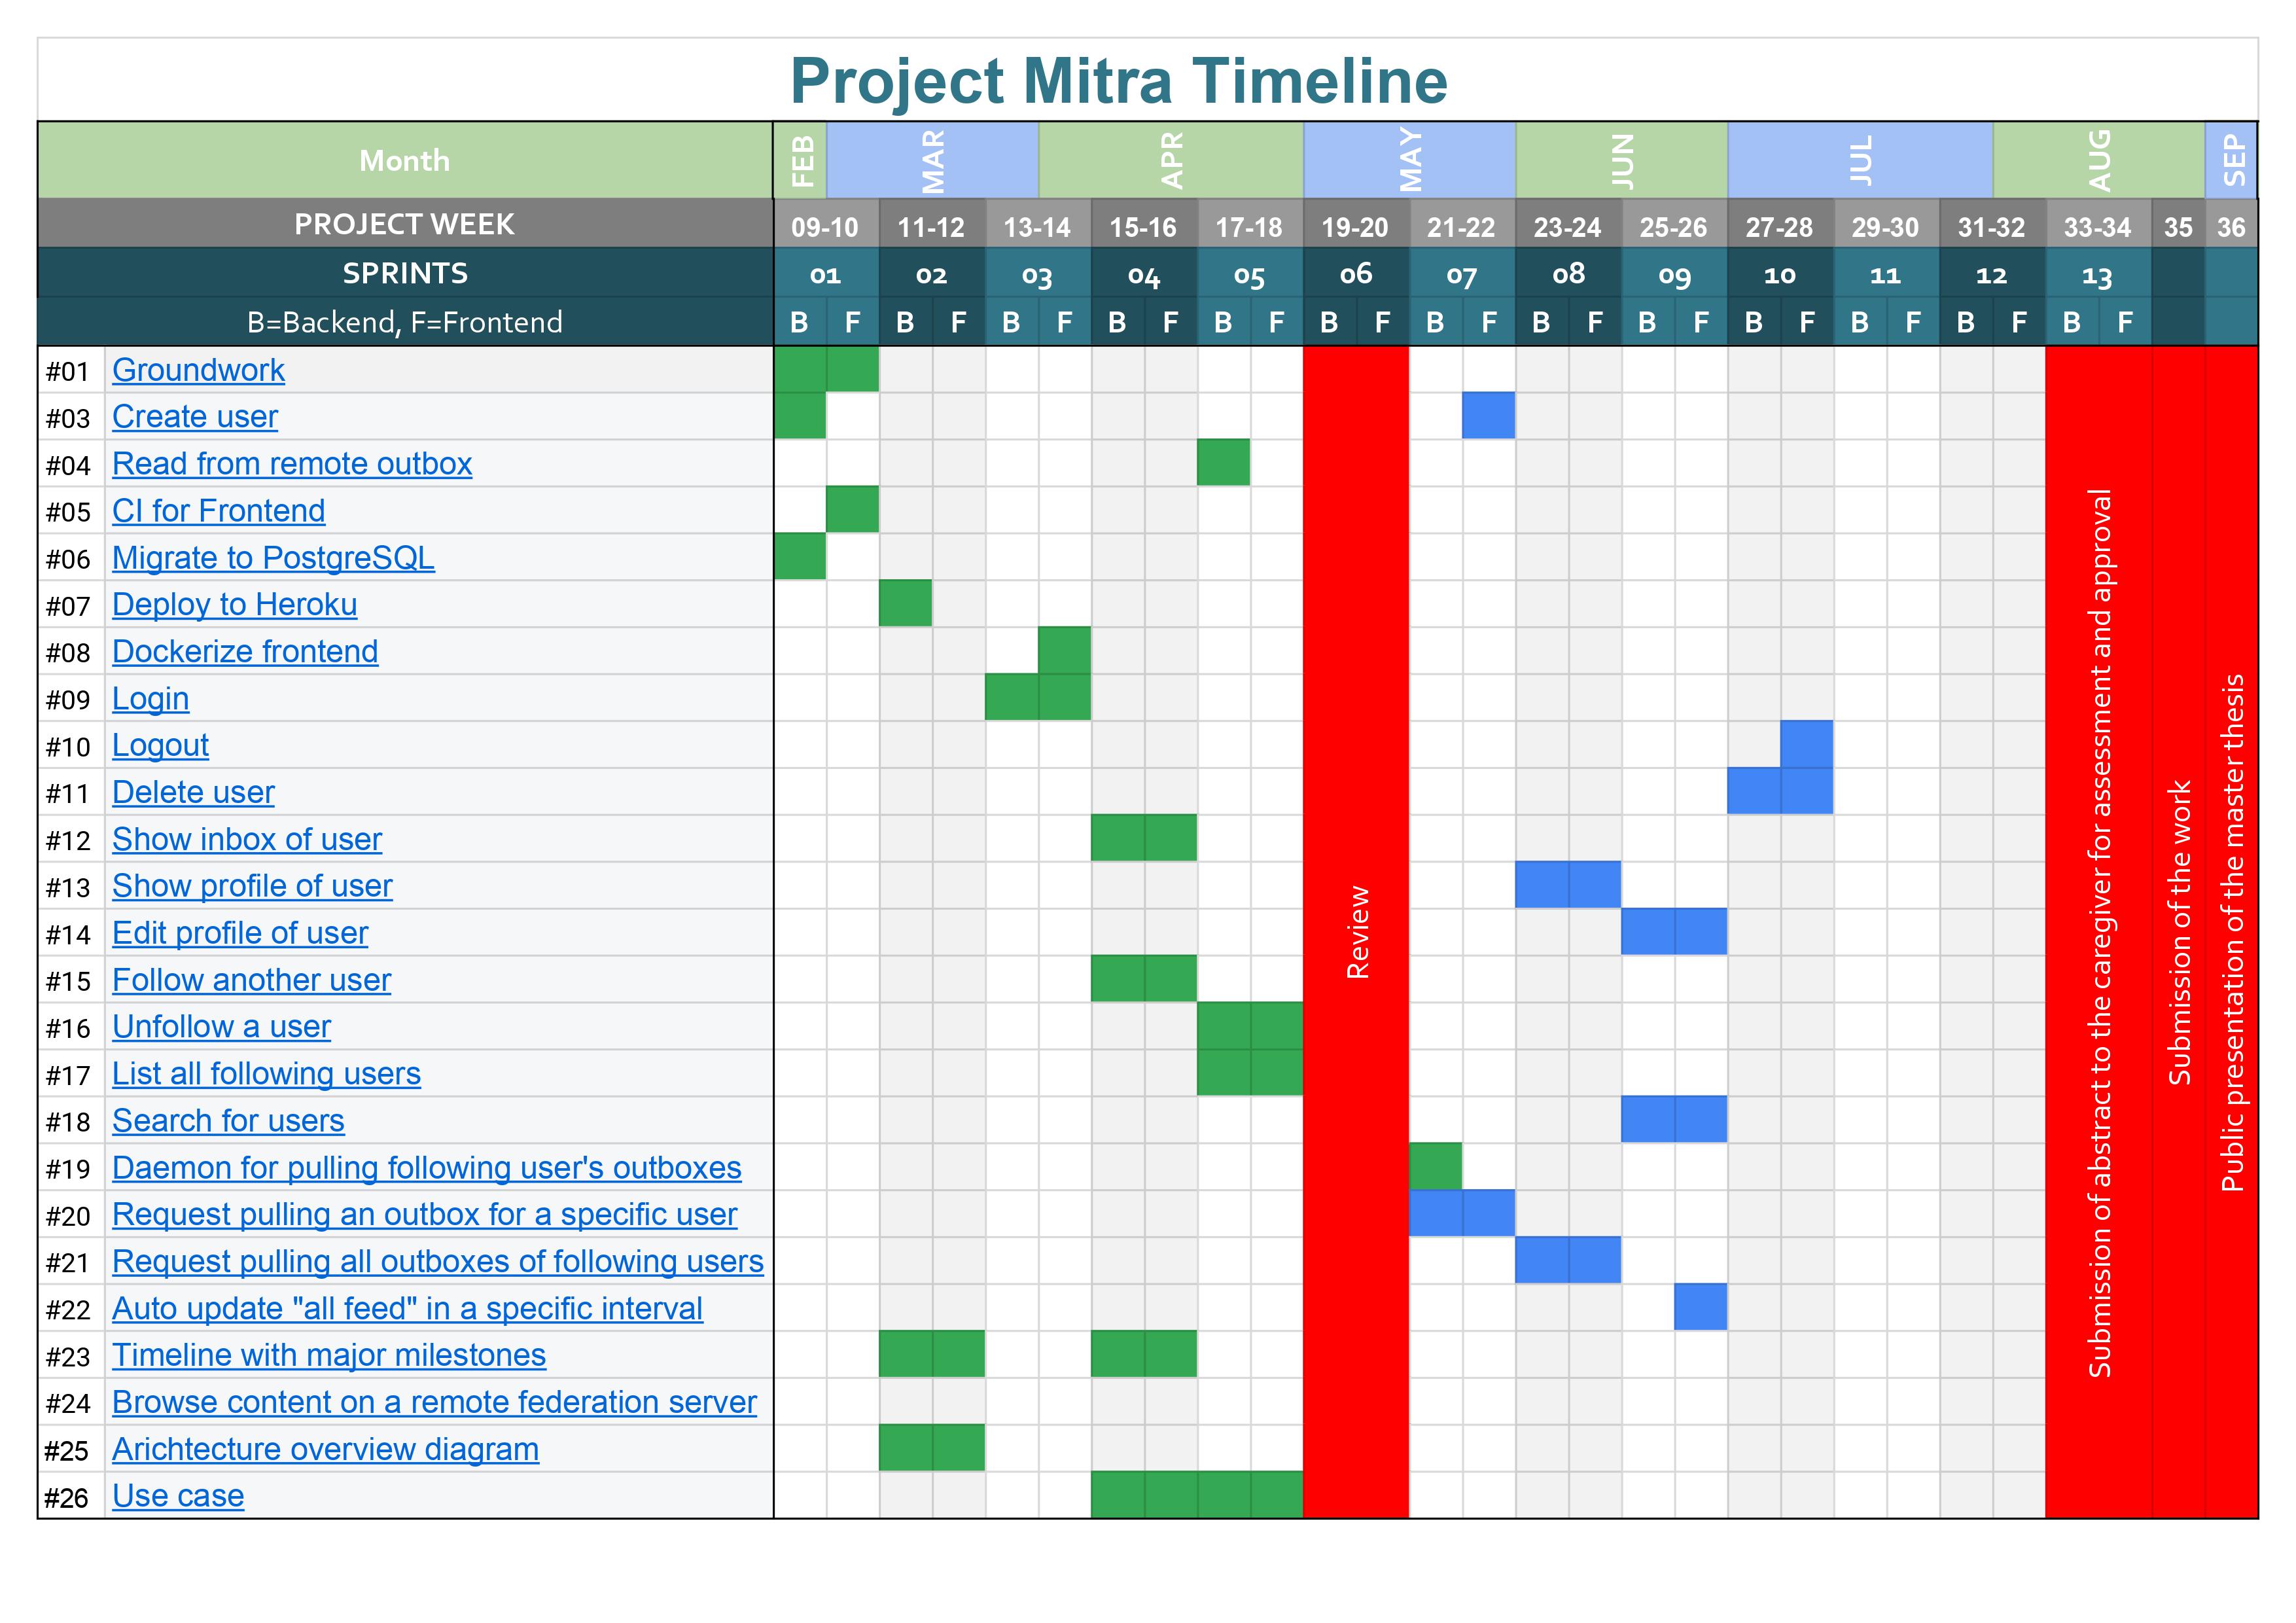 Project Mitra Timeline
Month FEB MAR APR MAY JUN JUL AUG SEP
PROJECT WEEK 09-10 11-12 13-14 15-16 17-18 19-20 21-22 23-24 25-26 27-28 29-30 31-32 33-34 35 36
SPRINTS 01 02 03 04 05 06 07 08 09 10 11 12 13
B=Backend, F=Frontend B F B F B F B F B F B F B F B F B F B F B F B F B F
#01 Groundwork
#03 Create user
#04 Read from remote outbox
#05 CI for Frontend
#06 Migrate to PostgreSQL
#07 Deploy to Heroku
#08 Dockerize frontend
#09 Login
#10 Logout
#11 Delete user
#12 Show inbox of user
#13 Show profile of user
#14 Edit profile of user
#15 Follow another user
#16 Unfollow a user
#17 List all following users
#18 Search for users
#19 Daemon for pulling following user's outboxes
#20 Request pulling an outbox for a specific user
#21 Request pulling all outboxes of following users
#22 Auto update "all feed" in a specific interval
#23 Timeline with major milestones
#24 Browse content on a remote federation server
#25 Arichtecture overview diagram
#26 Use case
Review
Submission of abstract to the caregiver for assessment and approval
Submission of the work
Public presentation of the master thesis